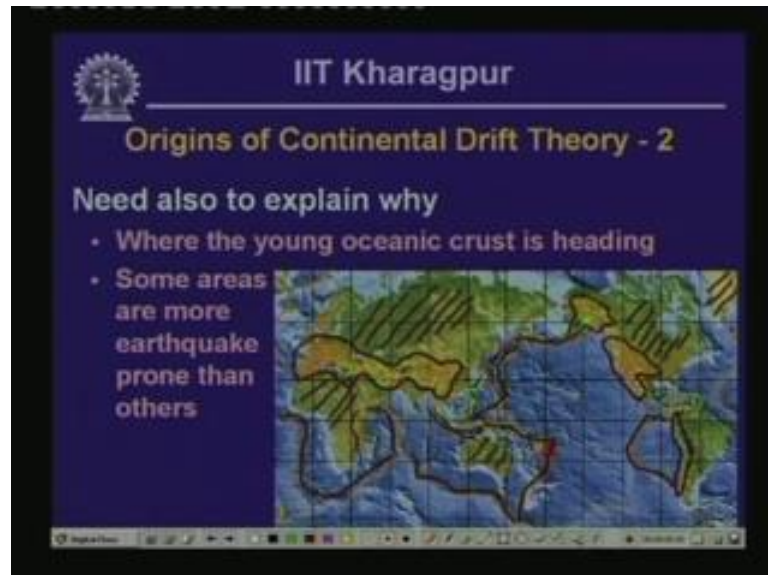 IIT Kharagpur
Origins of Continental Drift Theory - 2
Need also to explain why
• Where the young oceanic crust is heading
• Some areas
are more
earthquake
prone than
others